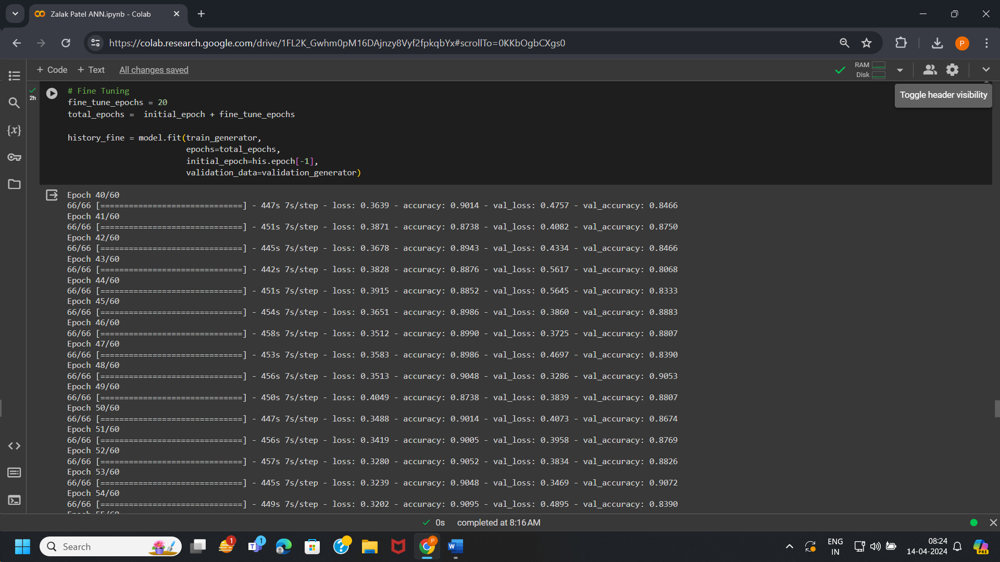 Zalak Patel ANN.ipynb - Colab
https://colab.research.google.com/drive/1FL2K_Gwhm0pM16DAjnzy8Vyf2fpkqbYx#scrollTo=0KKbOgbCXgs0
P
+ Code + Text All changes saved
RAM
Disk
Toggle header visibility
2h
# Fine Tuning
fine_tune_epochs = 20
total_epochs =  initial_epoch + fine_tune_epochs
history_fine = model.fit(train_generator,
epochs=total_epochs,
initial_epoch=his.epoch[-1],
validation_data=validation_generator)
Epoch 40/60
66/66 [==============================] - 447s 7s/step - loss: 0.3639 - accuracy: 0.9014 - val_loss: 0.4757 - val_accuracy: 0.8466
Epoch 41/60
66/66 [==============================] - 451s 7s/step - loss: 0.3871 - accuracy: 0.8738 - val_loss: 0.4082 - val_accuracy: 0.8750
Epoch 42/60
66/66 [==============================] - 445s 7s/step - loss: 0.3678 - accuracy: 0.8943 - val_loss: 0.4334 - val_accuracy: 0.8466
Epoch 43/60
66/66 [==============================] - 442s 7s/step - loss: 0.3828 - accuracy: 0.8876 - val_loss: 0.5617 - val_accuracy: 0.8068
Epoch 44/60
66/66 [==============================] - 451s 7s/step - loss: 0.3915 - accuracy: 0.8852 - val_loss: 0.5645 - val_accuracy: 0.8333
Epoch 45/60
66/66 [==============================] - 454s 7s/step - loss: 0.3651 - accuracy: 0.8986 - val_loss: 0.3860 - val_accuracy: 0.8883
Epoch 46/60
66/66 [==============================] - 458s 7s/step - loss: 0.3512 - accuracy: 0.8990 - val_loss: 0.3725 - val_accuracy: 0.8807
Epoch 47/60
66/66 [==============================] - 453s 7s/step - loss: 0.3583 - accuracy: 0.8986 - val_loss: 0.4697 - val_accuracy: 0.8390
Epoch 48/60
66/66 [==============================] - 456s 7s/step - loss: 0.3513 - accuracy: 0.9048 - val_loss: 0.3286 - val_accuracy: 0.9053
Epoch 49/60
66/66 [==============================] - 450s 7s/step - loss: 0.4049 - accuracy: 0.8738 - val_loss: 0.3839 - val_accuracy: 0.8807
Epoch 50/60
66/66 [==============================] - 447s 7s/step - loss: 0.3488 - accuracy: 0.9014 - val_loss: 0.4073 - val_accuracy: 0.8674
Epoch 51/60
66/66 [==============================] - 456s 7s/step - loss: 0.3419 - accuracy: 0.9005 - val_loss: 0.3958 - val_accuracy: 0.8769
Epoch 52/60
66/66 [==============================] - 457s 7s/step - loss: 0.3280 - accuracy: 0.9052 - val_loss: 0.3834 - val_accuracy: 0.8826
Epoch 53/60
66/66 [==============================] - 445s 7s/step - loss: 0.3239 - accuracy: 0.9048 - val_loss: 0.3469 - val_accuracy: 0.9072
Epoch 54/60
66/66 [==============================] - 449s 7s/step - loss: 0.3202 - accuracy: 0.9095 - val_loss: 0.4895 - val_accuracy: 0.8390
Epoch 55/60
0s completed at 8:16 AM
Search
1
1
P
ENG
IN
08:24
14-04-2024
PRE